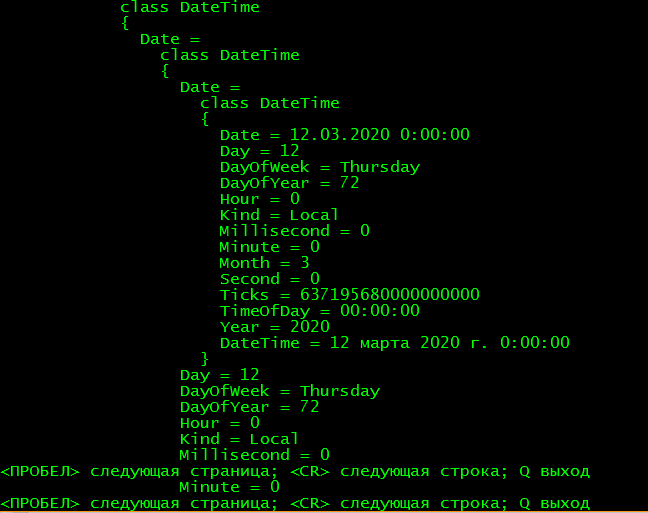 class DateTime
{
Date =
class DateTime
{
Date =
class DateTime
{
Date = 12.03.2020 0:00:00
Day = 12
DayOfWeek = Thursday
DayOfYear = 72
Hour = 0
Kind = Local
Millisecond = 0
Minute = 0
Month = 3
Second = 0
Ticks = 637195680000000000
TimeOfDay = 00:00:00
Year = 2020
DateTime = 12 марта 2020 г. 0:00:00
}
Day = 12
DayOfWeek = Thursday
DayOfYear = 72
Hour = 0
Kind = Local
Millisecond = 0
<ПРОБЕЛ> следующая страница; <CR> следующая строка; Q выход
Minute = 0
<ПРОБЕЛ> следующая страница; <CR> следующая строка; Q выход